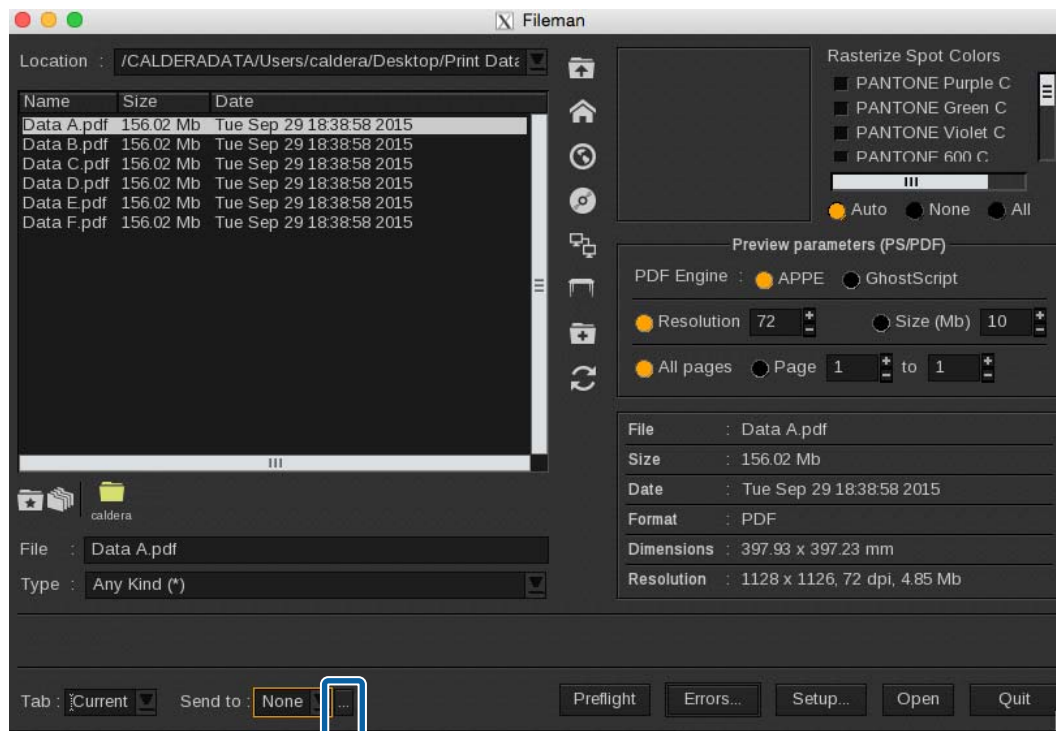 Fileman
Location : /CALDERADATA/Users/caldera/Desktop/Print Data
Name Size Date
Data A.pdf 156.02 Mb Tue Sep 29 18:38:58 2015
Data B.pdf 156.02 Mb Tue Sep 29 18:38:58 2015
Data C.pdf 156.02 Mb Tue Sep 29 18:38:58 2015
Data D.pdf 156.02 Mb Tue Sep 29 18:38:58 2015
Data E.pdf 156.02 Mb Tue Sep 29 18:38:58 2015
Data F.pdf 156.02 Mb Tue Sep 29 18:38:58 2015
caldera
File : Data A.pdf
Type : Any Kind (*)
Rasterize Spot Colors
PANTONE Purple C
PANTONE Green C
PANTONE Violet C
PANTONE 600 C
Auto None All
Preview parameters (PS/PDF)
PDF Engine : APPE GhostScript
Resolution 72 Size (Mb) 10
All pages Page 1 to 1
File : Data A.pdf
Size : 156.02 Mb
Date : Tue Sep 29 18:38:58 2015
Format : PDF
Dimensions : 397.93 x 397.23 mm
Resolution : 1128 x 1126, 72 dpi, 4.85 Mb
Tab : Current Send to : None ... Preflight Errors... Setup... Open Quit